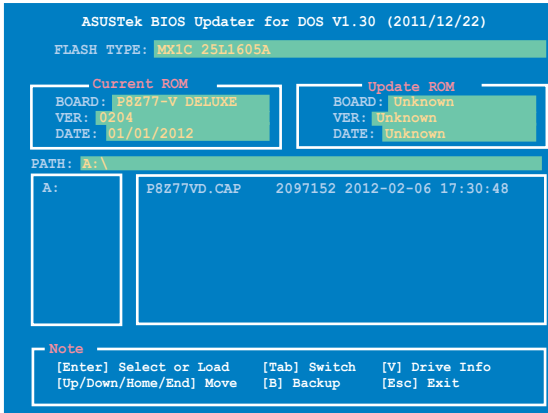 ASUSTek BIOS Updater for DOS V1.30 (2011/12/22)
FLASH TYPE: MX1C 25L1605A
Current ROM
BOARD: P8Z77-V DELUXE
VER: 0204
DATE: 01/01/2012
Update ROM
BOARD: Unknown
VER: Unknown
DATE: Unknown
PATH: A:\
A:
P8Z77VD.CAP 2097152 2012-02-06 17:30:48
Note
[Enter] Select or Load [Tab] Switch [V] Drive Info
[Up/Down/Home/End] Move [B] Backup [Esc] Exit